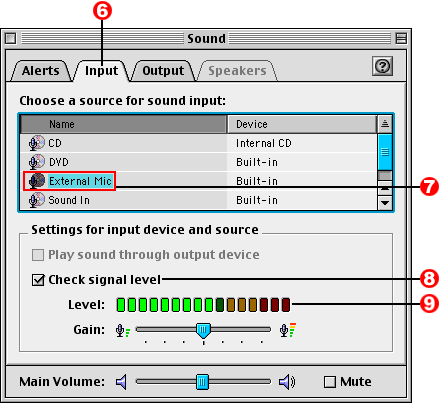 6
Sound
Alerts Input Output Speakers ?
Choose a source for sound input:
Name Device
CD Internal CD
DVD Built-in
External Mic Built-in
7
Sound In Built-in
Settings for input device and source
Play sound through output device
Check signal level
8
Level:
9
Gain:
Main Volume: Mute